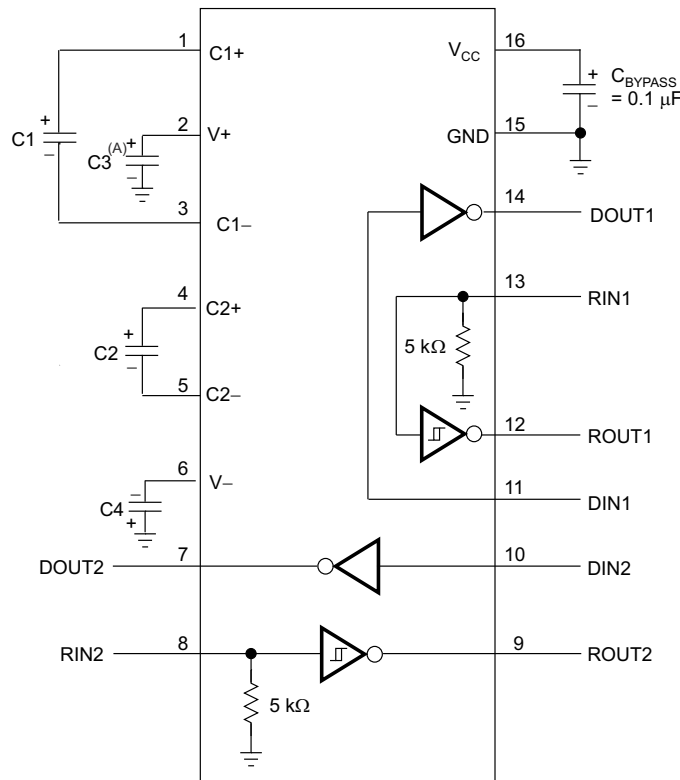 1
C1+
VCC
16
+
CBYPASS
= 0.1 μF
−
+
C1
−
2
V+
+
C3(A)
−
GND
15
3
C1−
14
DOUT1
4
C2+
13
RIN1
+
C2
−
5 kΩ
5
C2−
12
ROUT1
6
V−
11
DIN1
−
C4
+
DOUT2
7
10
DIN2
RIN2
8
9
ROUT2
5 kΩ